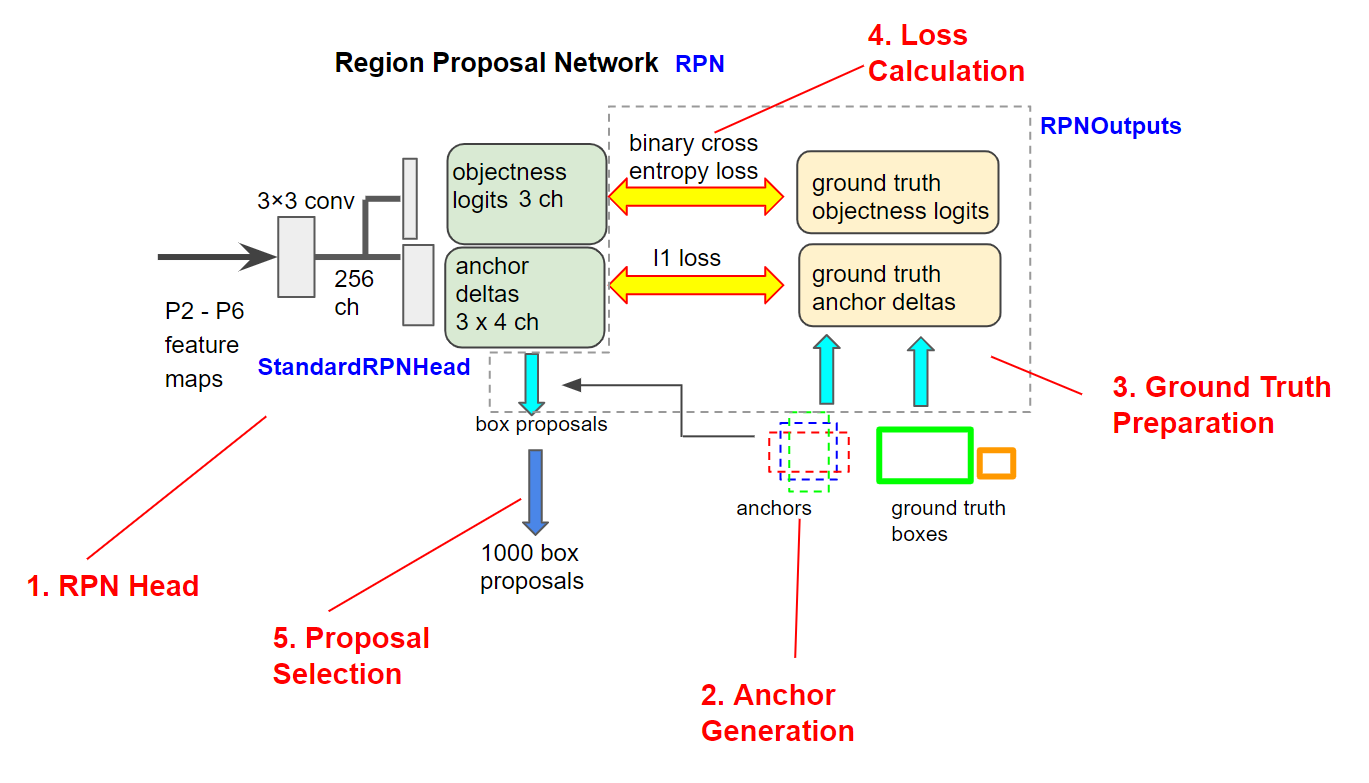 4. Loss
Calculation
Region Proposal Network RPN
RPNOutputs
binary cross
entropy loss
objectness
logits 3 ch
ground truth
objectness logits
3×3 conv
l1 loss
anchor
deltas
3 x 4 ch
ground truth
anchor deltas
256
ch
P2 - P6
feature
maps
StandardRPNHead
3. Ground Truth
Preparation
box proposals
anchors
ground truth
boxes
1000 box
proposals
1. RPN Head
5. Proposal
Selection
2. Anchor
Generation